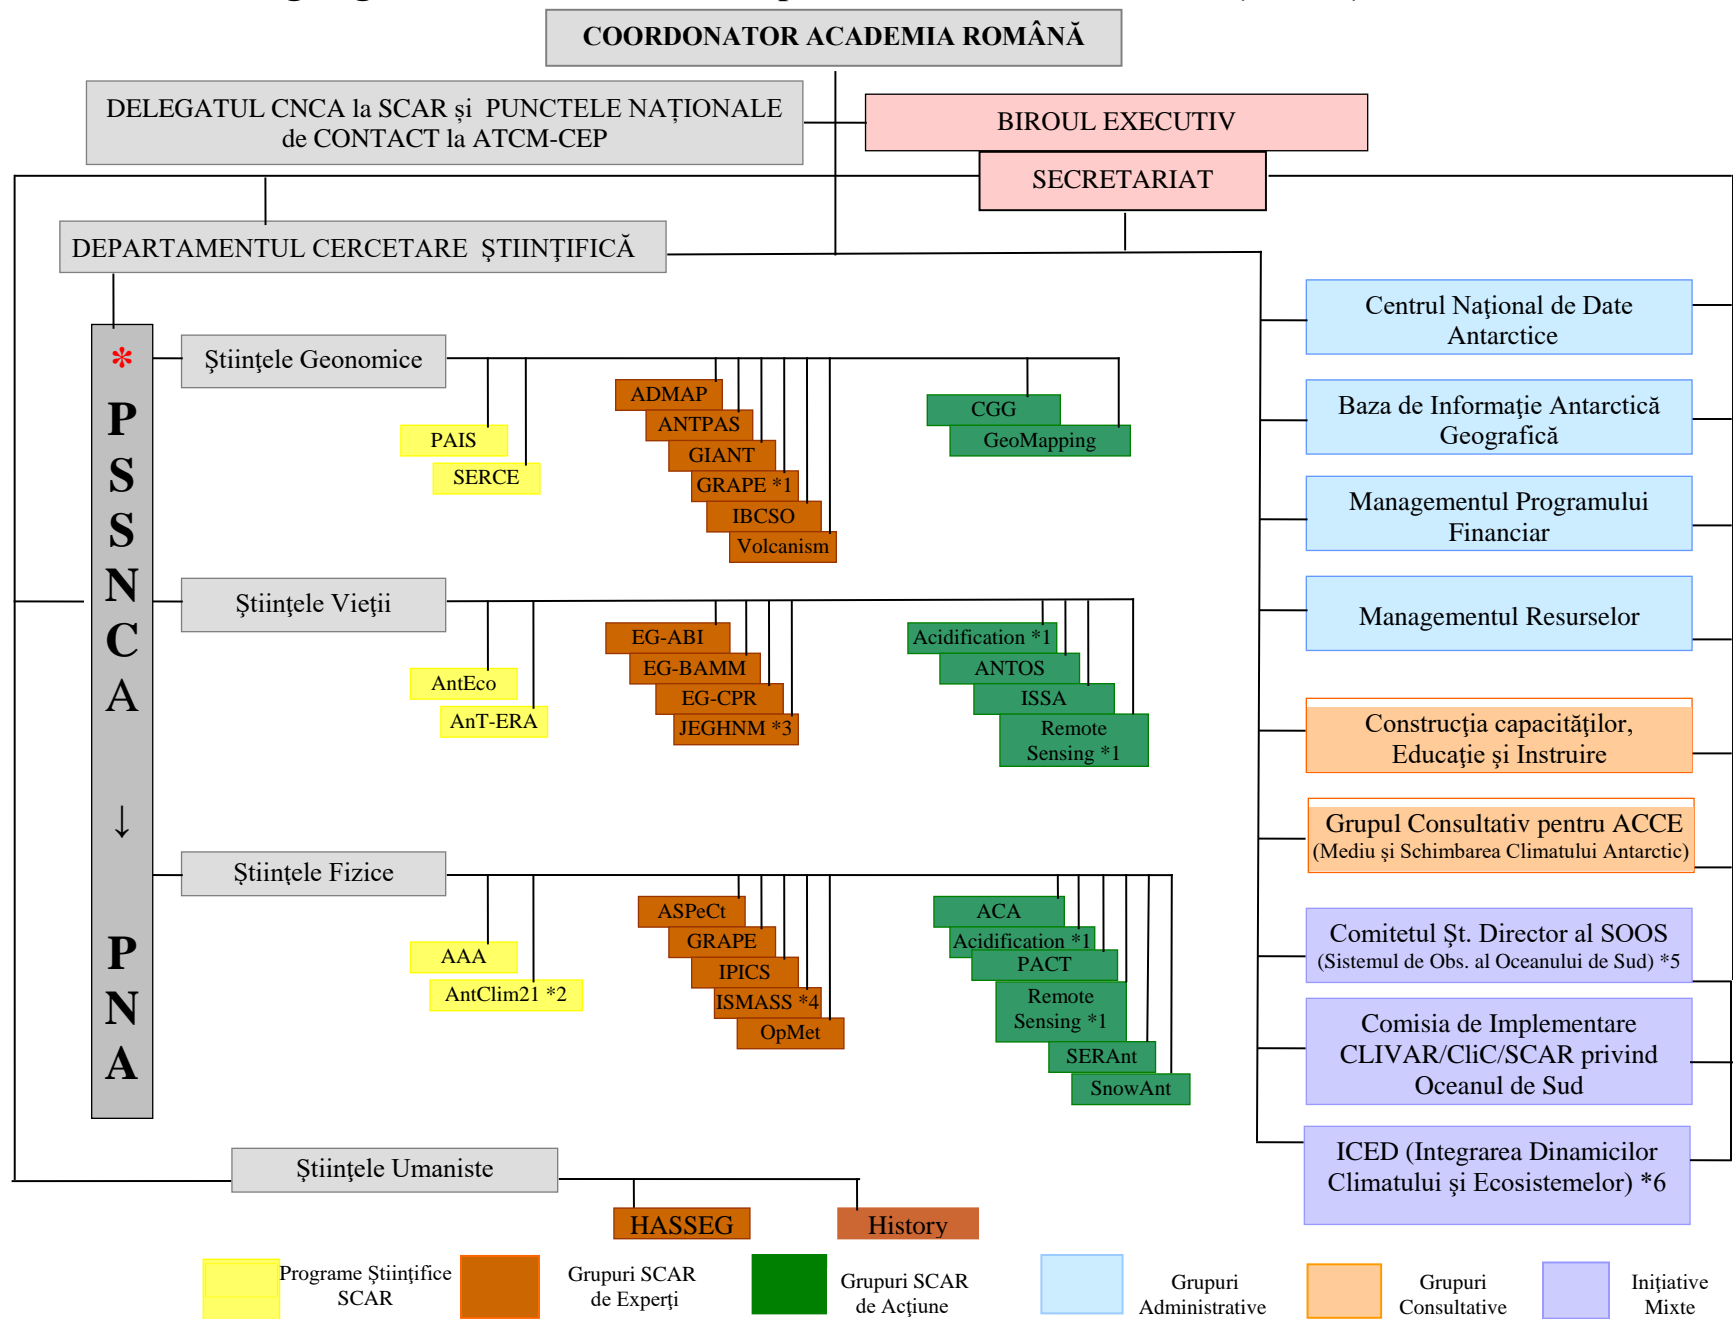 COORDONATOR ACADEMIA ROMÂNĂ
DELEGATUL CNCA la SCAR și PUNCTELE NAȚIONALE
de CONTACT la ATCM-CEP
BIROUL EXECUTIV
SECRETARIAT
DEPARTAMENTUL CERCETARE ŞTIINŢIFICĂ
*
P
S
S
N
C
A
↓
P
N
A
Ştiinţele Geonomice
PAIS
SERCE
ADMAP
ANTPAS
GIANT
GRAPE *1
IBCSO
Volcanism
CGG
GeoMapping
Ştiinţele Vieţii
AntEco
AnT-ERA
EG-ABI
EG-BAMM
EG-CPR
JEGHNM *3
Acidification *1
ANTOS
ISSA
Remote
Sensing *1
Ştiinţele Fizice
AAA
AntClim21 *2
ASPeCt
GRAPE
IPICS
ISMASS *4
OpMet
ACA
Acidification *1
PACT
Remote
Sensing *1
SERAnt
SnowAnt
Ştiinţele Umaniste
HASSEG
History
Centrul Naţional de Date
Antarctice
Baza de Informaţie Antarctică
Geografică
Managementul Programului
Financiar
Managementul Resurselor
Construcţia capacităţilor,
Educaţie şi Instruire
Grupul Consultativ pentru ACCE
(Mediu şi Schimbarea Climatului Antarctic)
Comitetul Şt. Director al SOOS
(Sistemul de Obs. al Oceanului de Sud) *5
Comisia de Implementare
CLIVAR/CliC/SCAR privind
Oceanul de Sud
ICED (Integrarea Dinamicilor
Climatului şi Ecosistemelor) *6
Programe Ştiinţifice
SCAR
Grupuri SCAR
de Experţi
Grupuri SCAR
de Acţiune
Grupuri
Administrative
Grupuri
Consultative
Iniţiative
Mixte